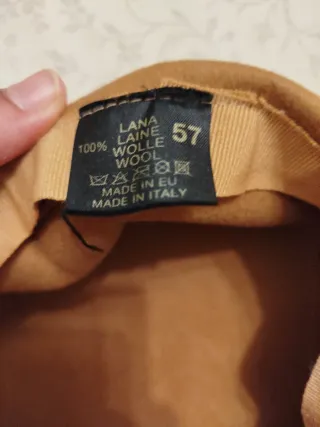 LANA
LAINE
100% WOLLE 57
WOOL
MADE IN EU
MADE IN ITALY